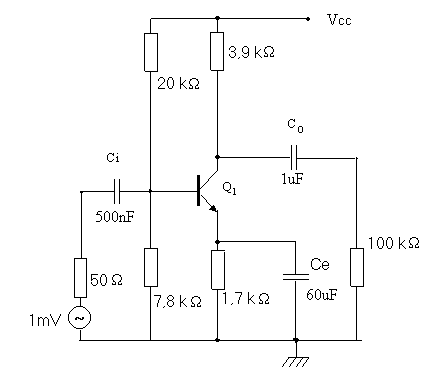 Vcc
3,9 kΩ
20 kΩ
Co
Ci
1uF
Q1
500nF
100 kΩ
Ce
50 Ω
7,8 kΩ
1,7 kΩ
60uF
1mV
~